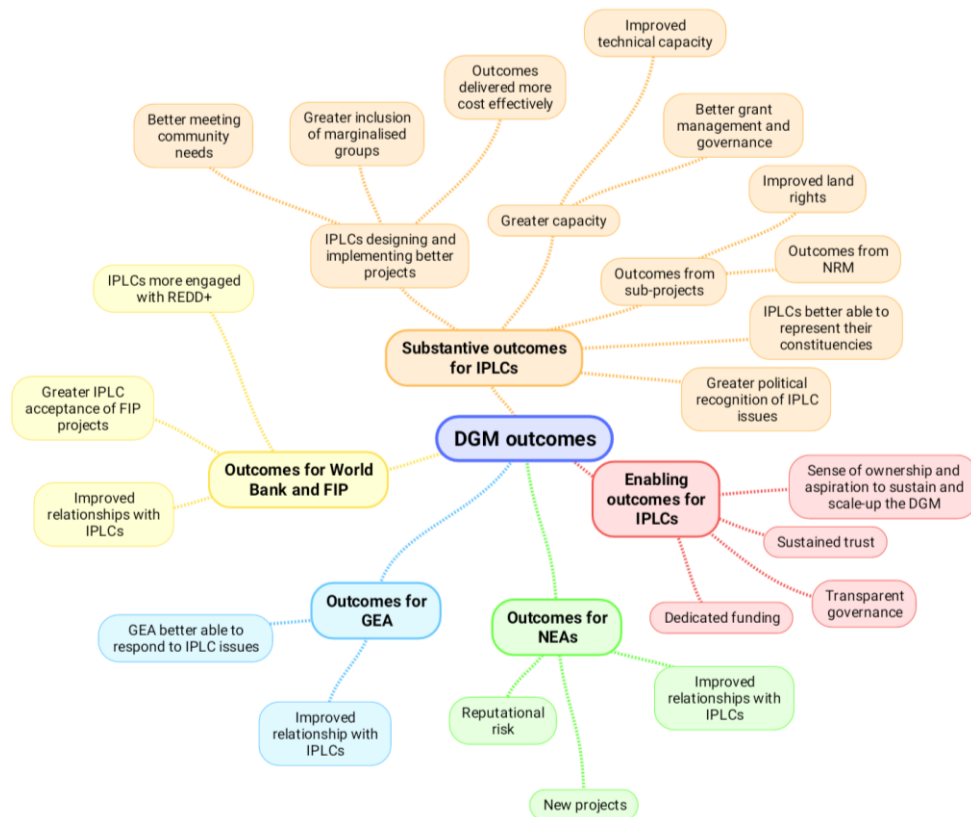 Improved
technical capacity
Outcomes
delivered more
cost effectively
Better meeting
community
needs
Greater inclusion
of marginalised
groups
Better grant
management and
governance
Improved land
rights
Greater capacity
IPLCs designing and
implementing better
projects
Outcomes from
NRM
Outcomes from
sub-projects
IPLCs more engaged
with REDD+
IPLCs better able to
represent their
constituencies
Substantive outcomes
for IPLCs
Greater political
recognition of IPLC
issues
Greater IPLC
acceptance of FIP
projects
DGM outcomes
Outcomes for World
Bank and FIP
Enabling
outcomes for
IPLCs
Sense of ownership and
aspiration to sustain and
scale-up the DGM
Improved
relationships with
IPLCs
Sustained trust
Outcomes for
GEA
Outcomes for
NEAs
Dedicated funding
Transparent
governance
GEA better able to
respond to IPLC issues
Improved
relationships with
IPLCs
Improved
relationship with
IPLCs
Reputational
risk
New projects